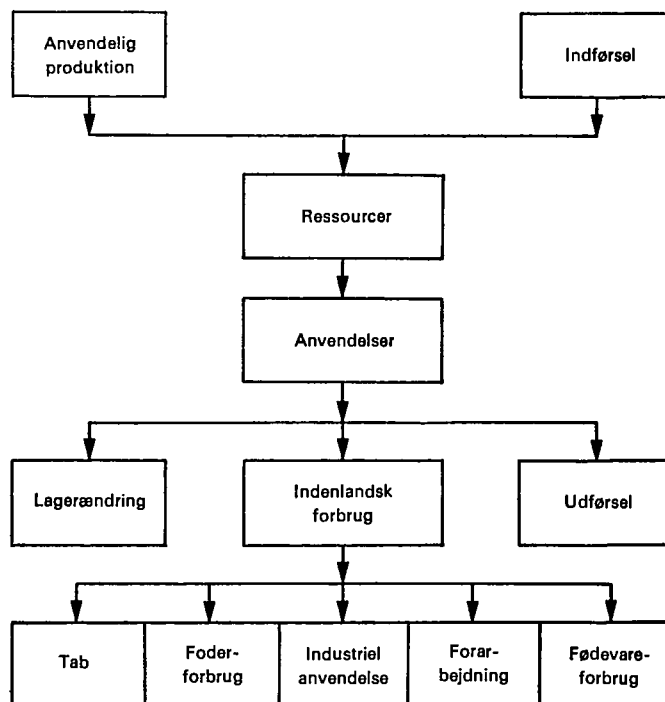 Anvendelig
produktion
Indførsel
Ressourcer
Anvendelser
Lagerændring
Indenlandsk
forbrug
Udførsel
Tab
Foder-
forbrug
Industriel
anvendelse
Forar-
bejdning
Fødevare-
forbrug